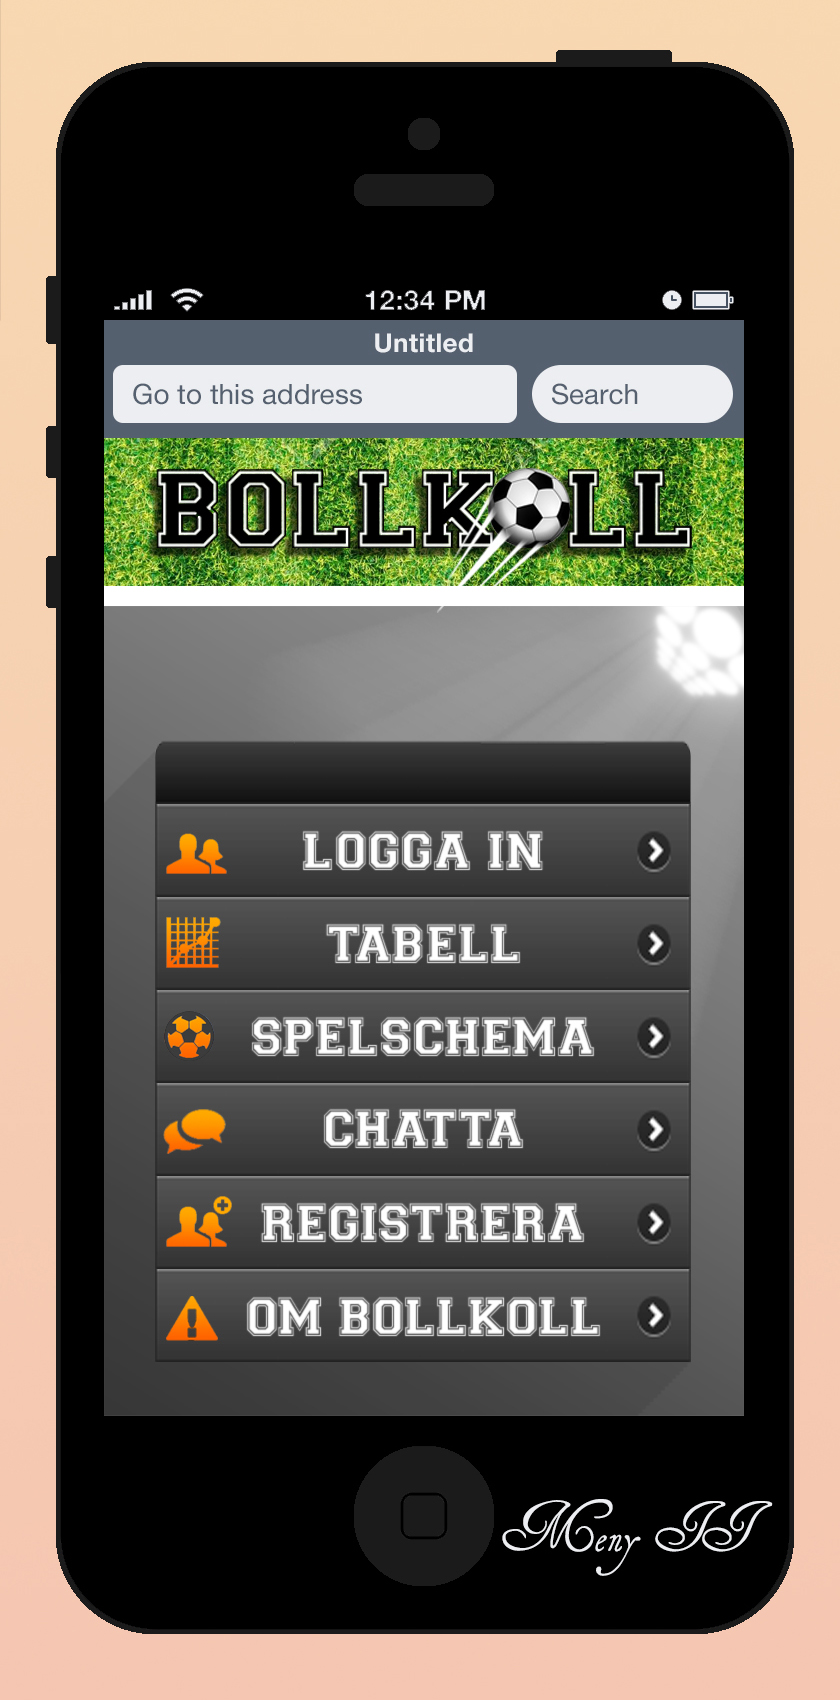 12:34 PM
Untitled
Go to this address
Search
BOLLKOLL
LOGGA IN
TABELL
SPELSCHEMA
CHATTA
REGISTRERA
OM BOLLKOLL
Meny II